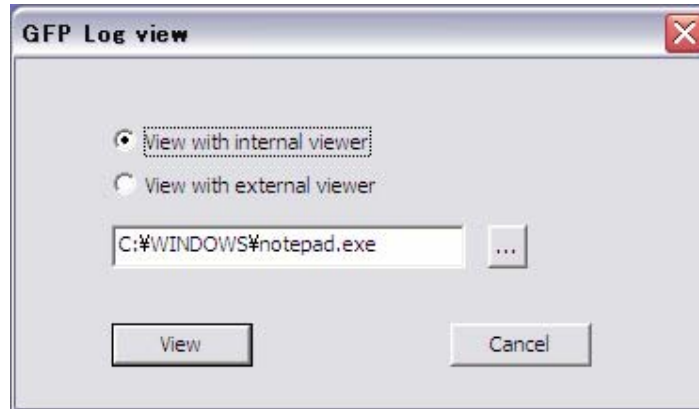 GFP Log view
View with internal viewer
View with external viewer
C:¥WINDOWS¥notepad.exe
...
View
Cancel